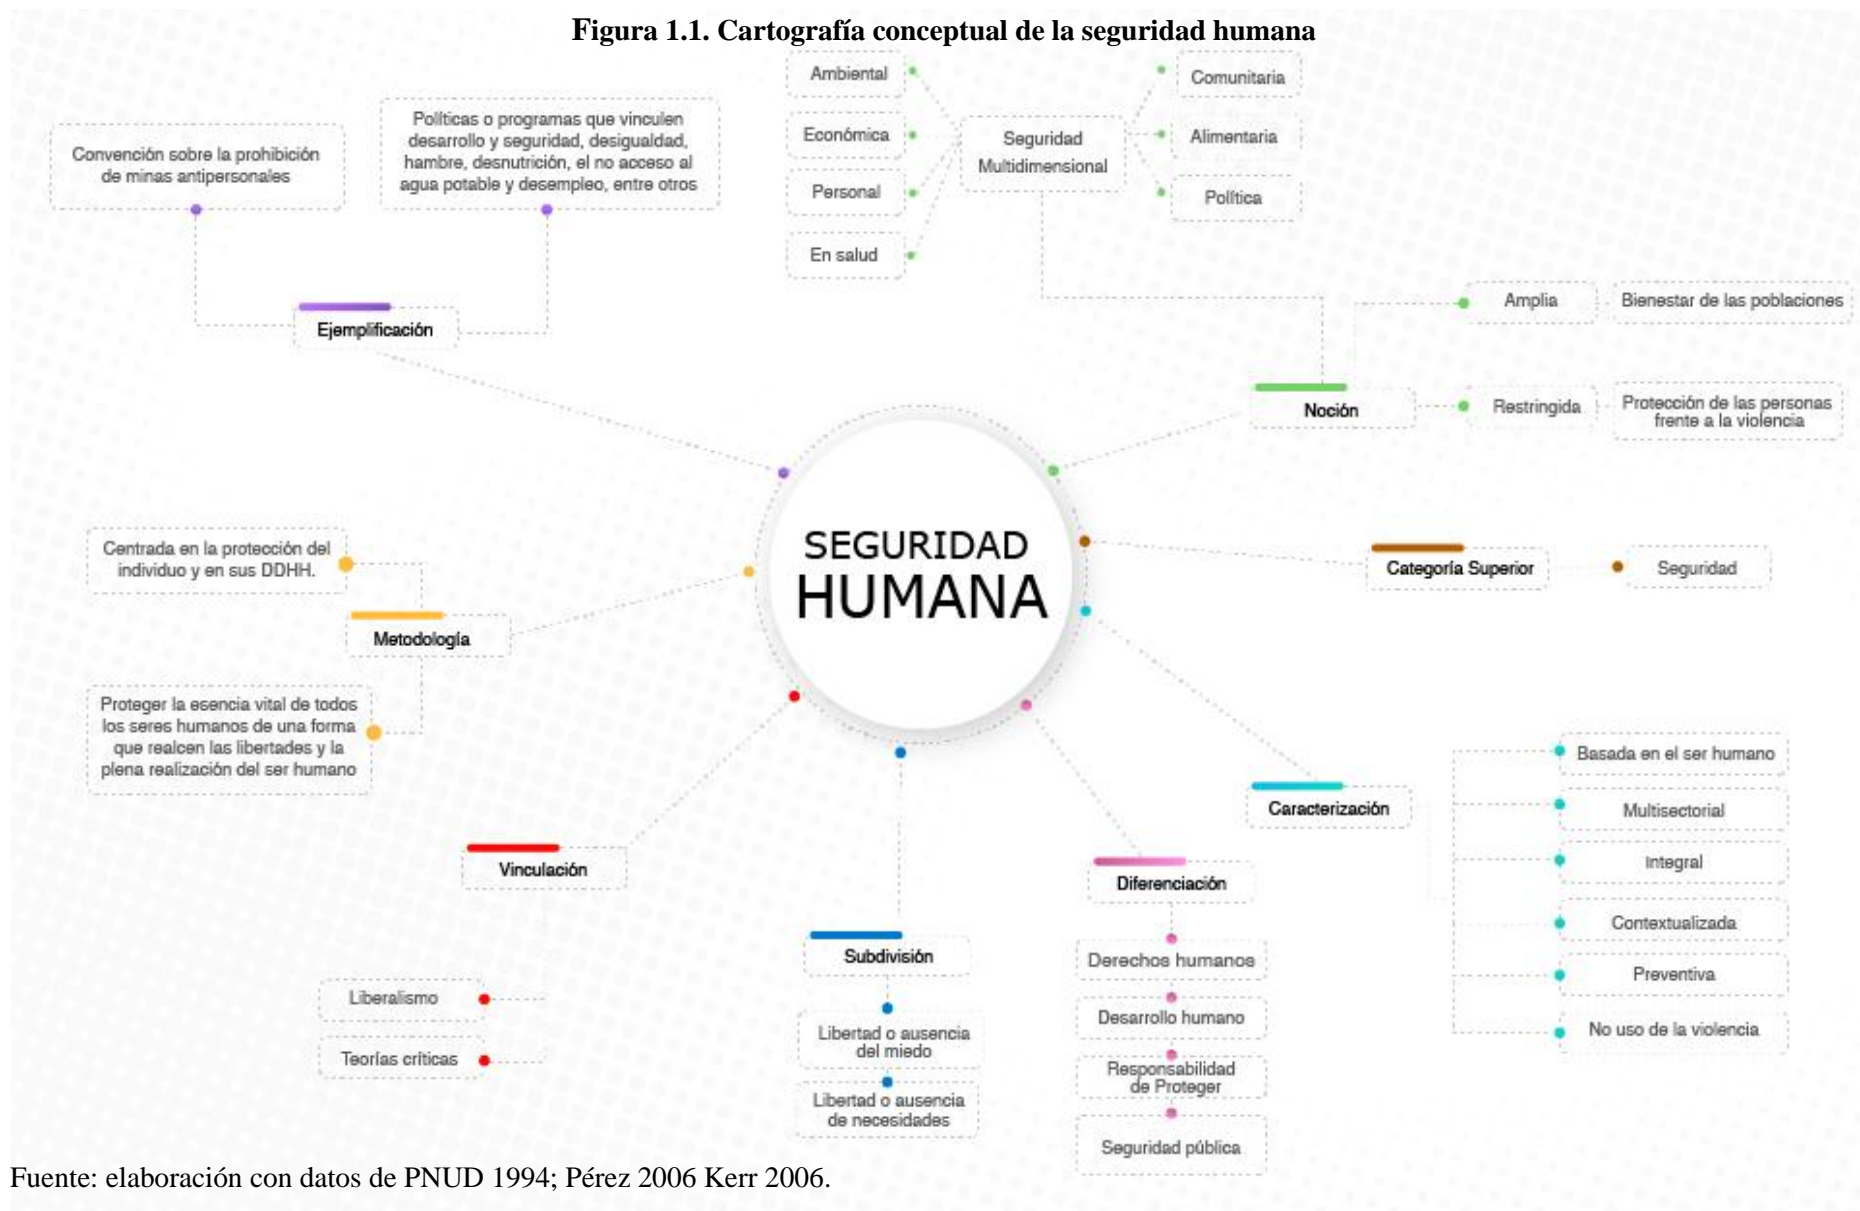 Figura 1.1. Cartografía conceptual de la seguridad humana
Convención sobre la prohibición
de minas antipersonales
Políticas o programas que vinculen
desarrollo y seguridad, desigualdad,
hambre, desnutrición, el no acceso al
agua potable y desempleo, entre otros
Ejemplificación
Ambiental
Económica
Personal
En salud
Seguridad
Multidimensional
Comunitaria
Alimentaria
Política
Amplia
Bienestar de las poblaciones
Noción
Restringida
Protección de las personas
frente a la violencia
SEGURIDAD
HUMANA
Categoría Superior
Seguridad
Centrada en la protección del
individuo y en sus DDHH.
Metodología
Proteger la esencia vital de todos
los seres humanos de una forma
que realcen las libertades y la
plena realización del ser humano
Vinculación
Liberalismo
Teorías críticas
Subdivisión
Libertad o ausencia
del miedo
Libertad o ausencia
de necesidades
Diferenciación
Derechos humanos
Desarrollo humano
Responsabilidad
de Proteger
Seguridad pública
Caracterización
Basada en el ser humano
Multisectorial
Integral
Contextualizada
Preventiva
No uso de la violencia
Fuente: elaboración con datos de PNUD 1994; Pérez 2006 Kerr 2006.